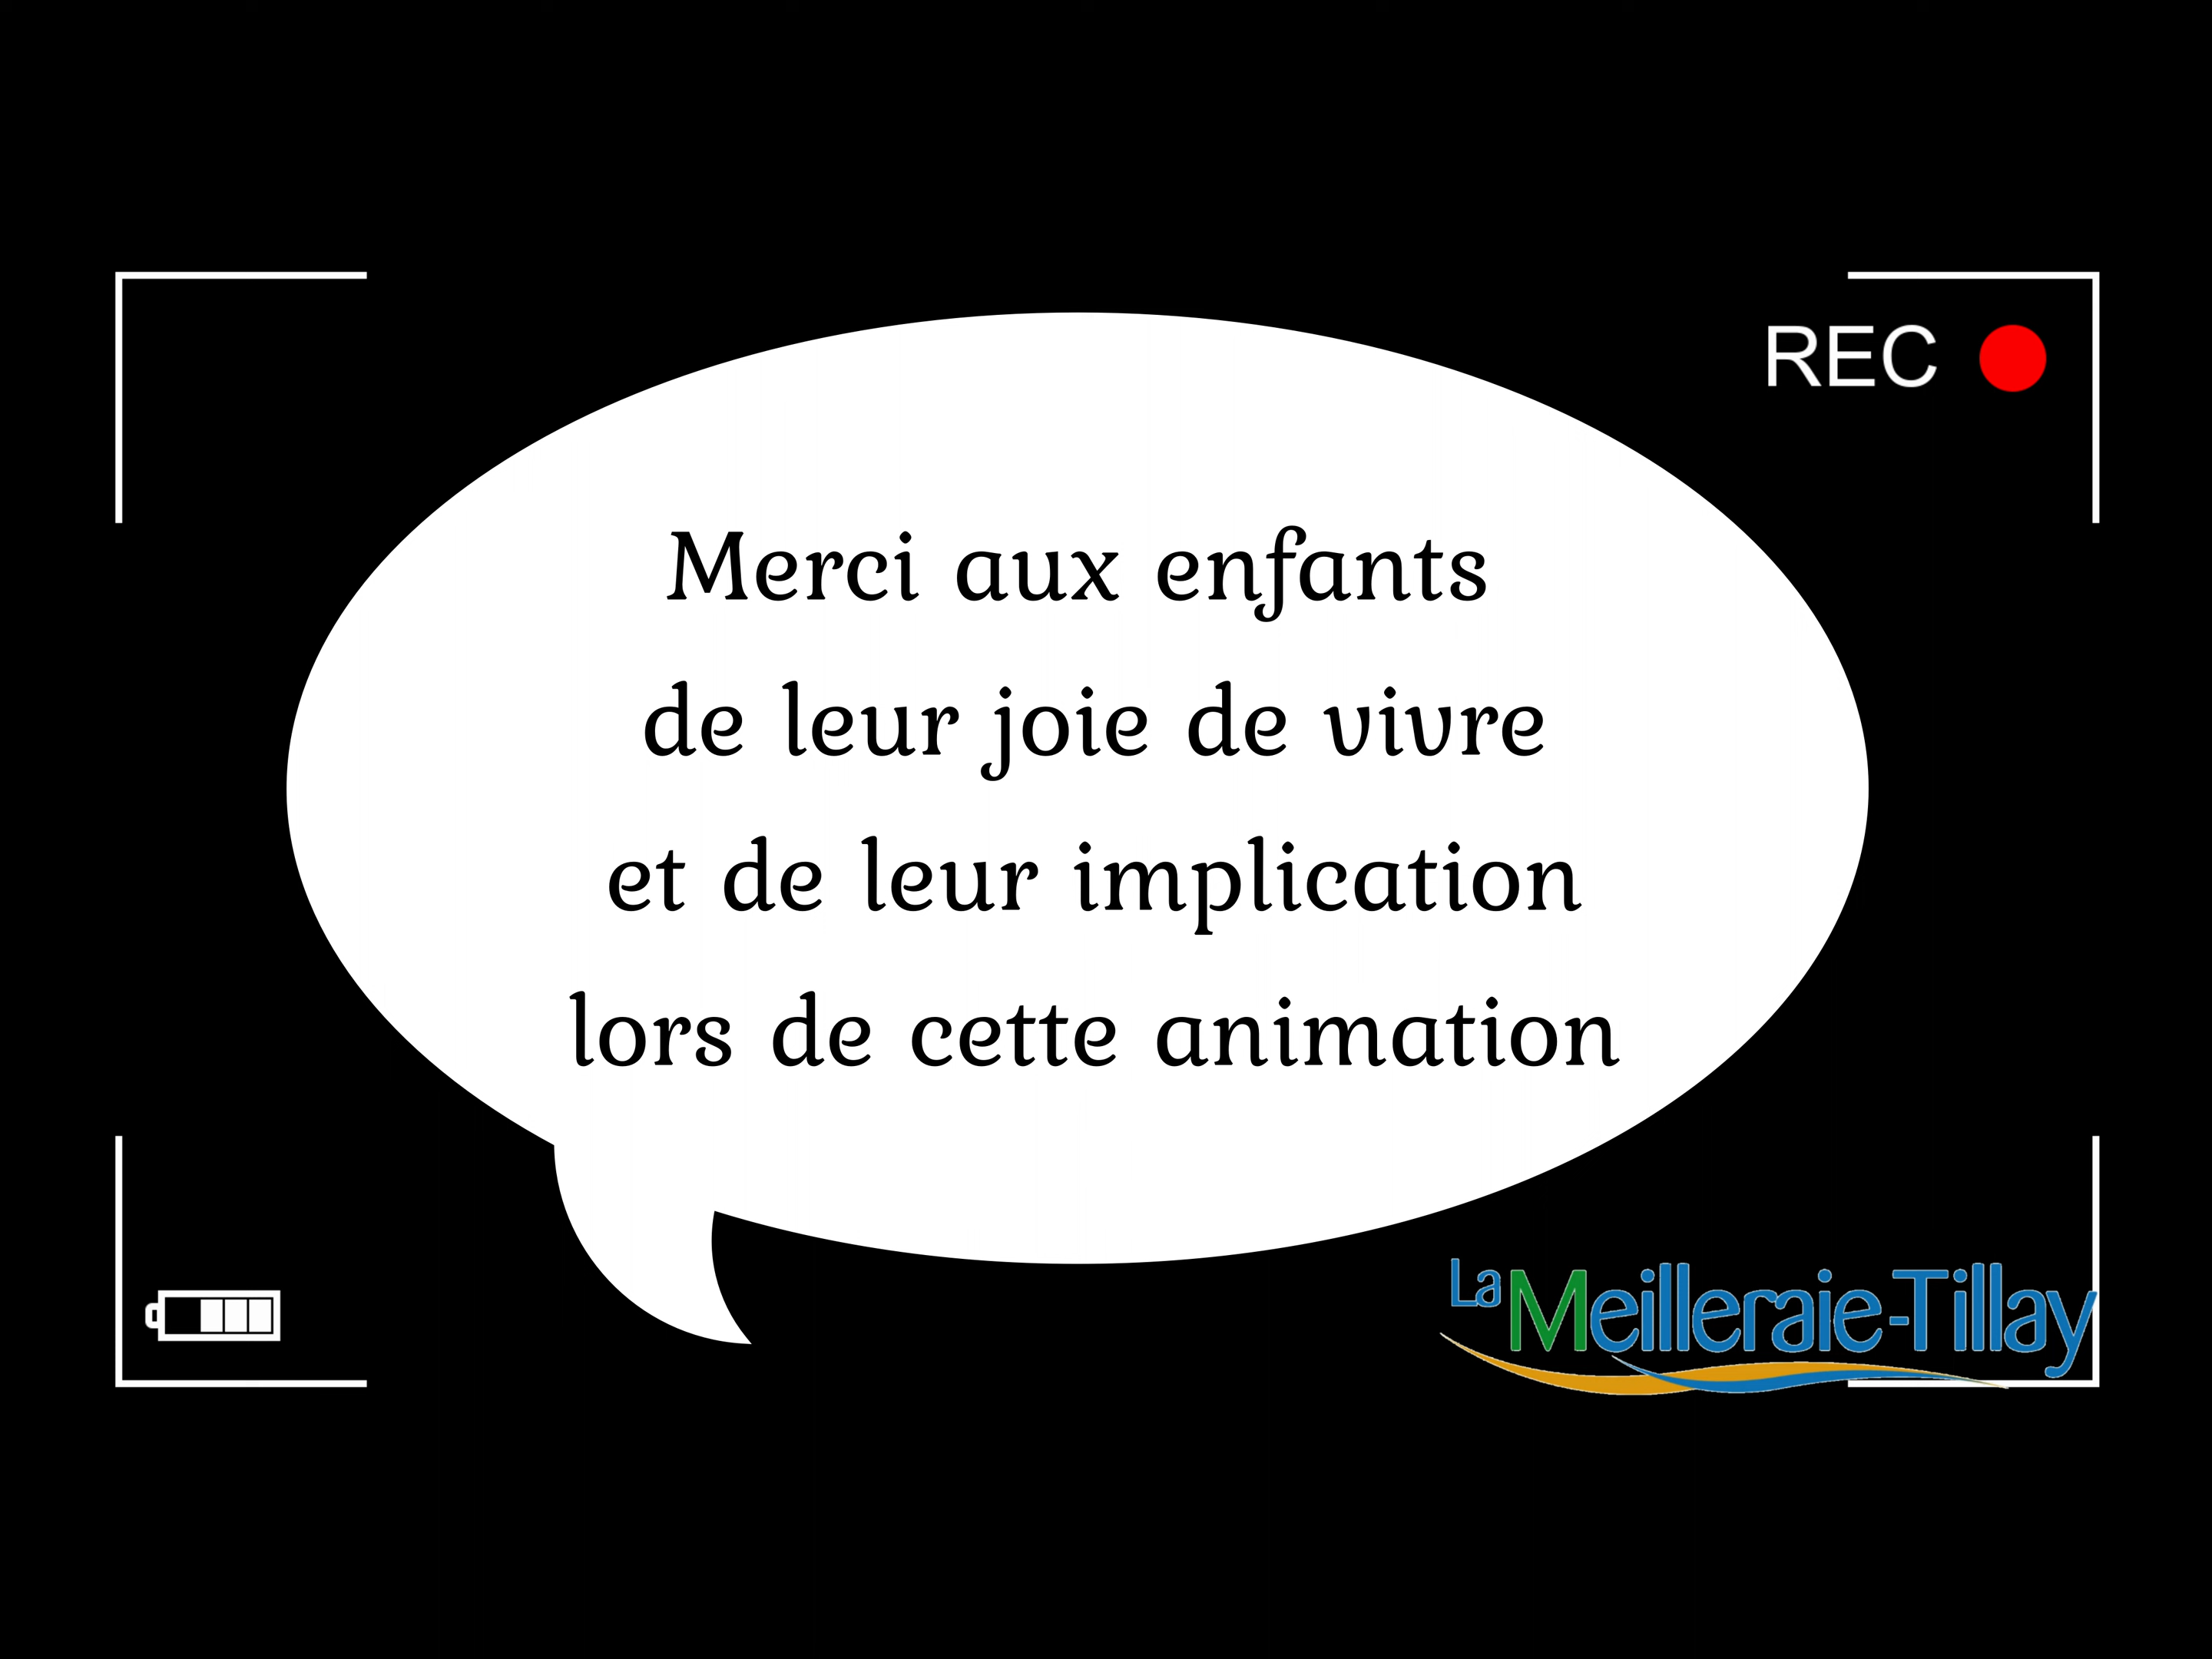 REC
Merci aux enfants
de leur joie de vivre
et de leur implication
lors de cette animation
La Meilleraie-Tillay